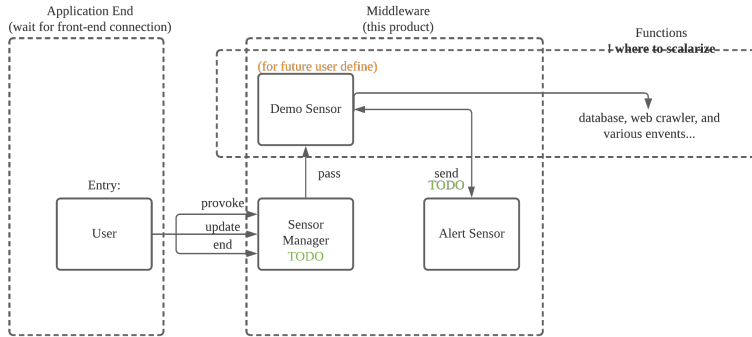 Application End
(wait for front-end connection)
Middleware
(this product)
Functions
! where to scalarize
(for future user define)
Demo Sensor
database, web crawler, and
various envents...
pass
send
TODO
Entry:
User
provoke
update
end
Sensor
Manager
TODO
Alert Sensor